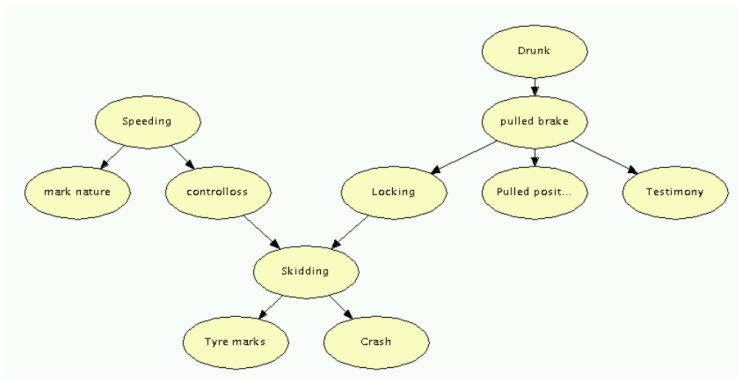 Drunk
Speeding
pulled brake
mark nature
controlloss
Locking
Pulled posit...
Testimony
Skidding
Tyre marks
Crash